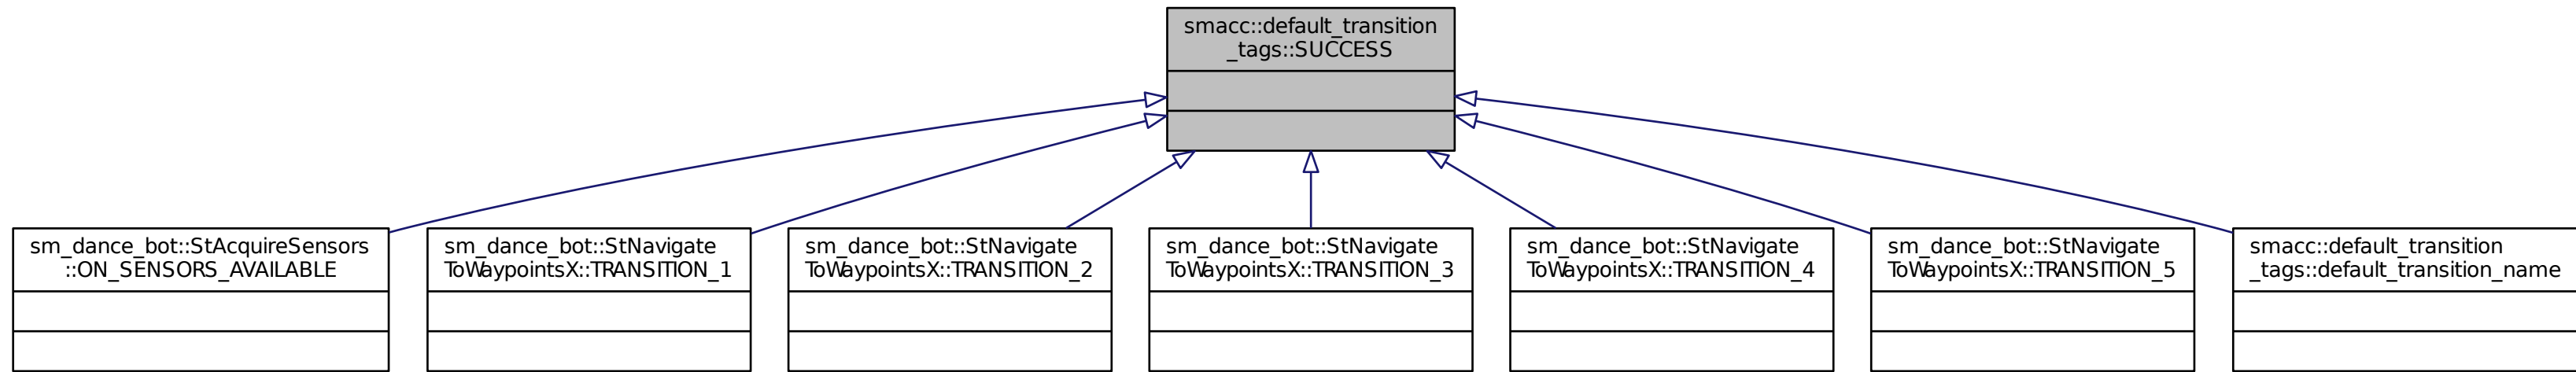 smacc::default_transition
_tags::SUCCESS
sm_dance_bot::StAcquireSensors
::ON_SENSORS_AVAILABLE
sm_dance_bot::StNavigate
ToWaypointsX::TRANSITION_1
sm_dance_bot::StNavigate
ToWaypointsX::TRANSITION_2
sm_dance_bot::StNavigate
ToWaypointsX::TRANSITION_3
sm_dance_bot::StNavigate
ToWaypointsX::TRANSITION_4
sm_dance_bot::StNavigate
ToWaypointsX::TRANSITION_5
smacc::default_transition
_tags::default_transition_name